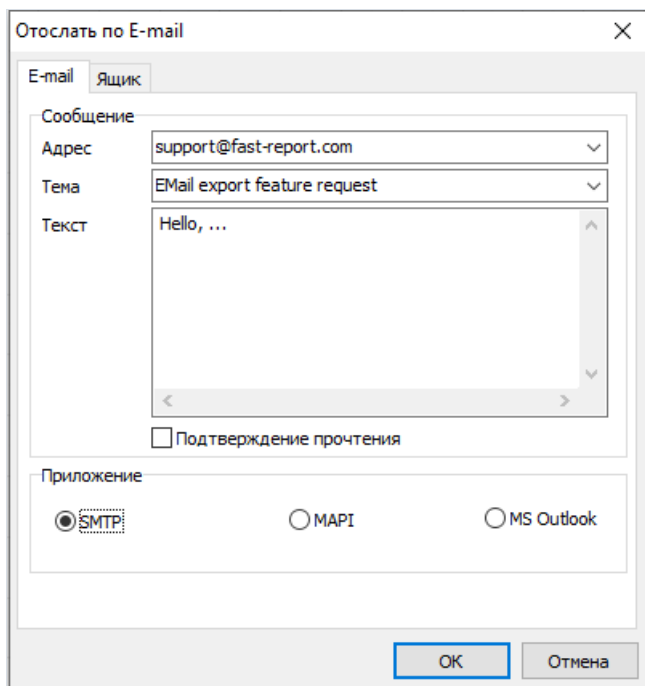 Отослать по E-mail
E-mail Ящик
Сообщение
Адрес support@fast-report.com
Тема EMail export feature request
Текст Hello, ...
Подтверждение прочтения
Приложение
SMTP MAPI MS Outlook
OK Отмена